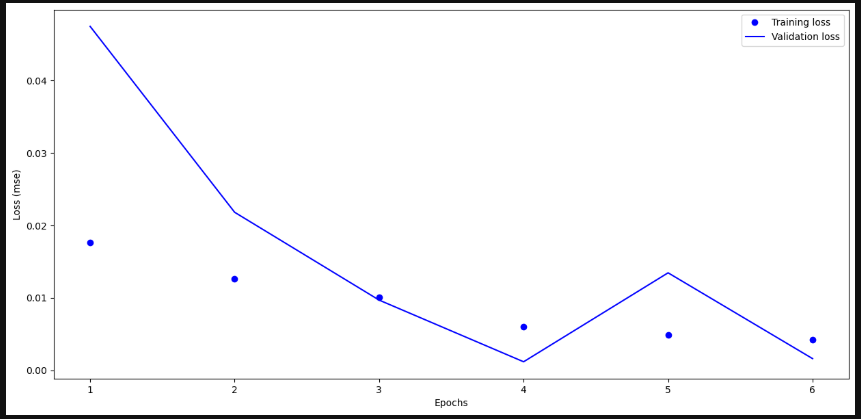 Training loss
Validation loss
0.04
0.03
0.02
0.01
0.00
Loss (mse)
1 2 3 4 5 6
Epochs